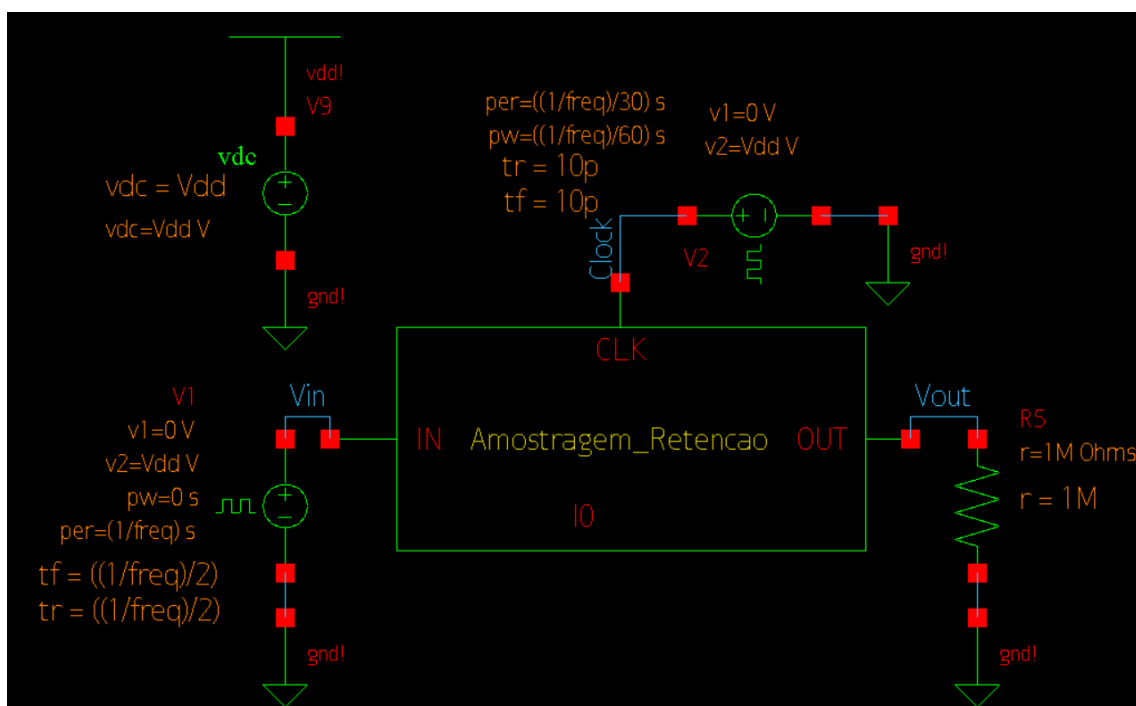 vdd!
V9
vdc
vdc = Vdd
vdc=Vdd V
gnd!
per=((1/freq)/30) s
pw=((1/freq)/60) s
tr = 10p
tf = 10p
v1=0 V
v2=Vdd V
Clock
V2
gnd!
CLK
V1
v1=0 V
v2=Vdd V
pw=0 s
per=(1/freq) s
tf = ((1/freq)/2)
tr = ((1/freq)/2)
gnd!
Vin
IN
Amostragem_Retencao
OUT
I0
Vout
R5
r=1M Ohms
r = 1M
gnd!